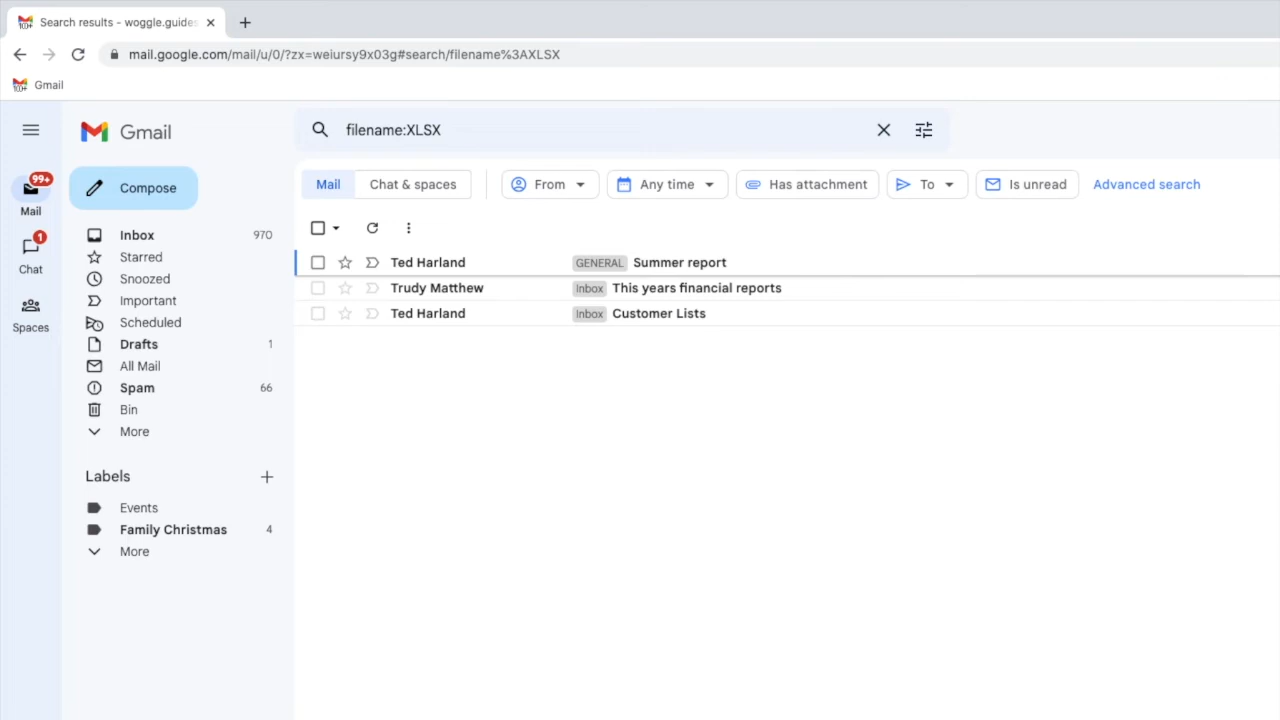 Search results - woggle.guides
mail.google.com/mail/u/0/?zx=weiursy9x03g#search/filename%3AXLSX
Gmail
Gmail
filename:XLSX
99+
Mail
1
Chat
Spaces
Compose
Inbox 970
Starred
Snoozed
Important
Scheduled
Drafts 1
All Mail
Spam 66
Bin
More
Labels
Events
Family Christmas 4
More
Mail Chat & spaces From Any time Has attachment To Is unread Advanced search
Ted Harland GENERAL Summer report
Trudy Matthew Inbox This years financial reports
Ted Harland Inbox Customer Lists